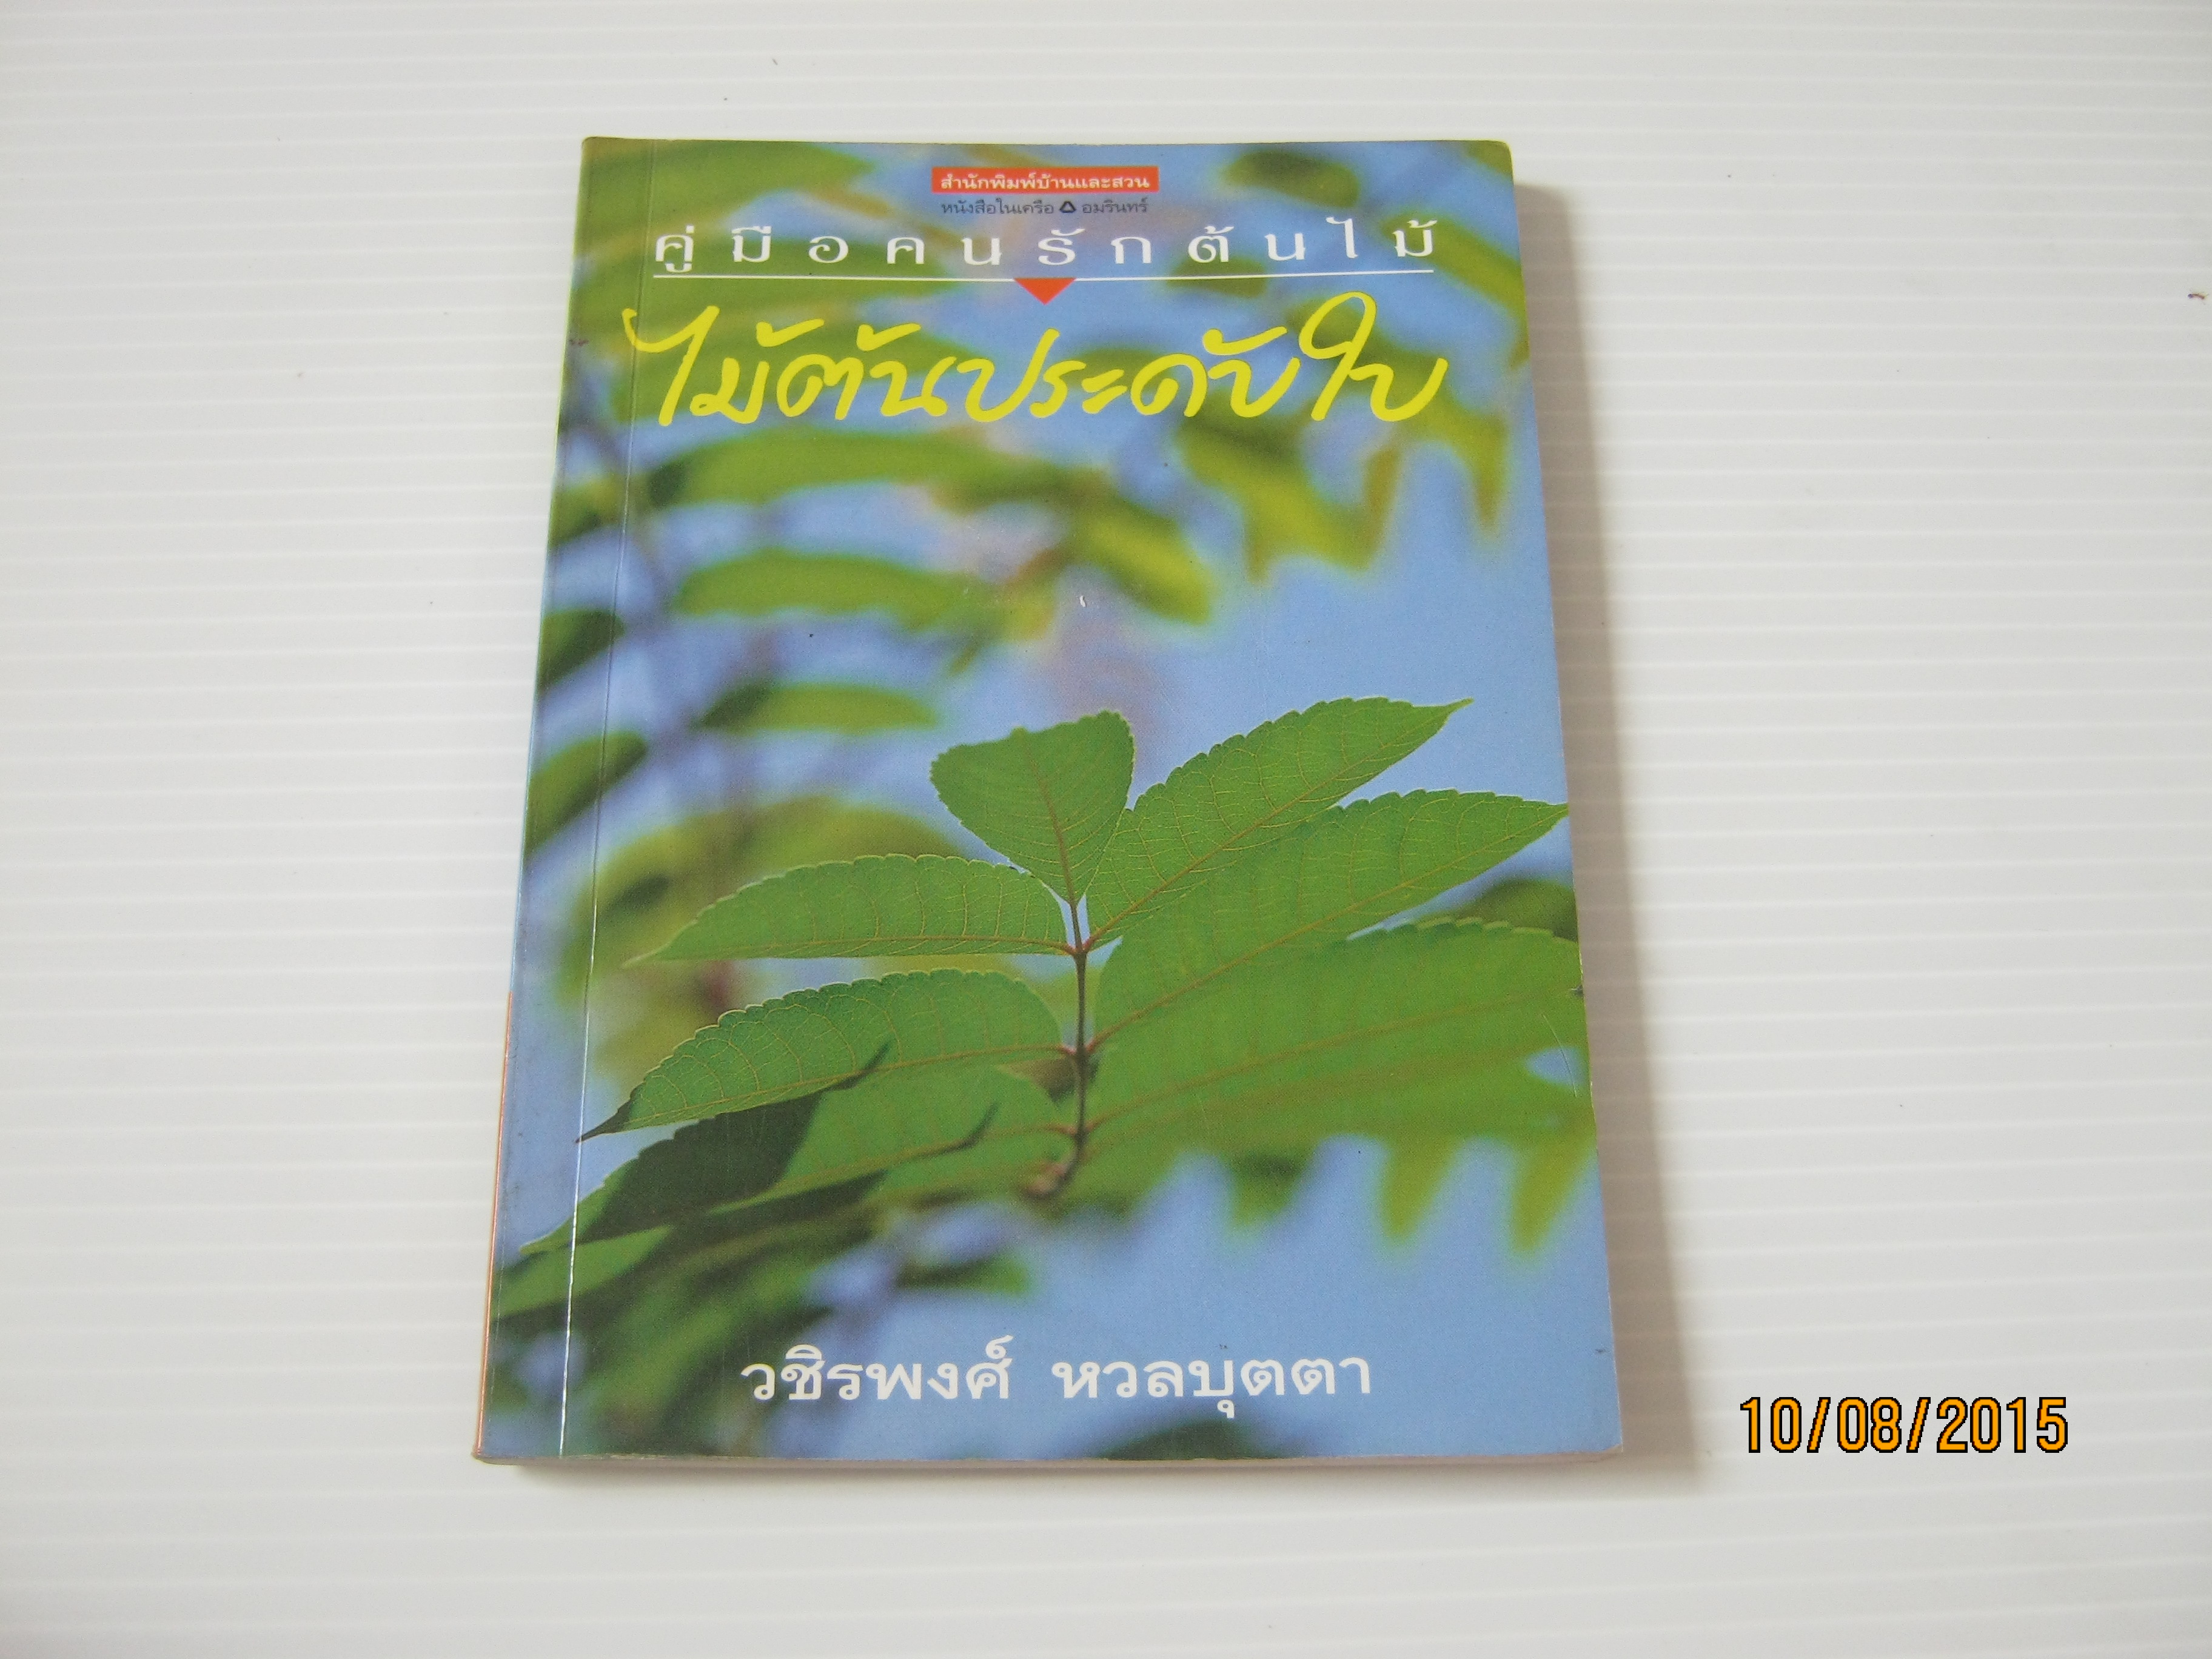 สำนักพิมพ์บ้านและสวน
หนังสือในเครือ อมรินทร์
คู่มือคนรักต้นไม้
ไม้ต้นประดับใบ
วชิรพงศ์ หวลบุตตา
10/08/2015